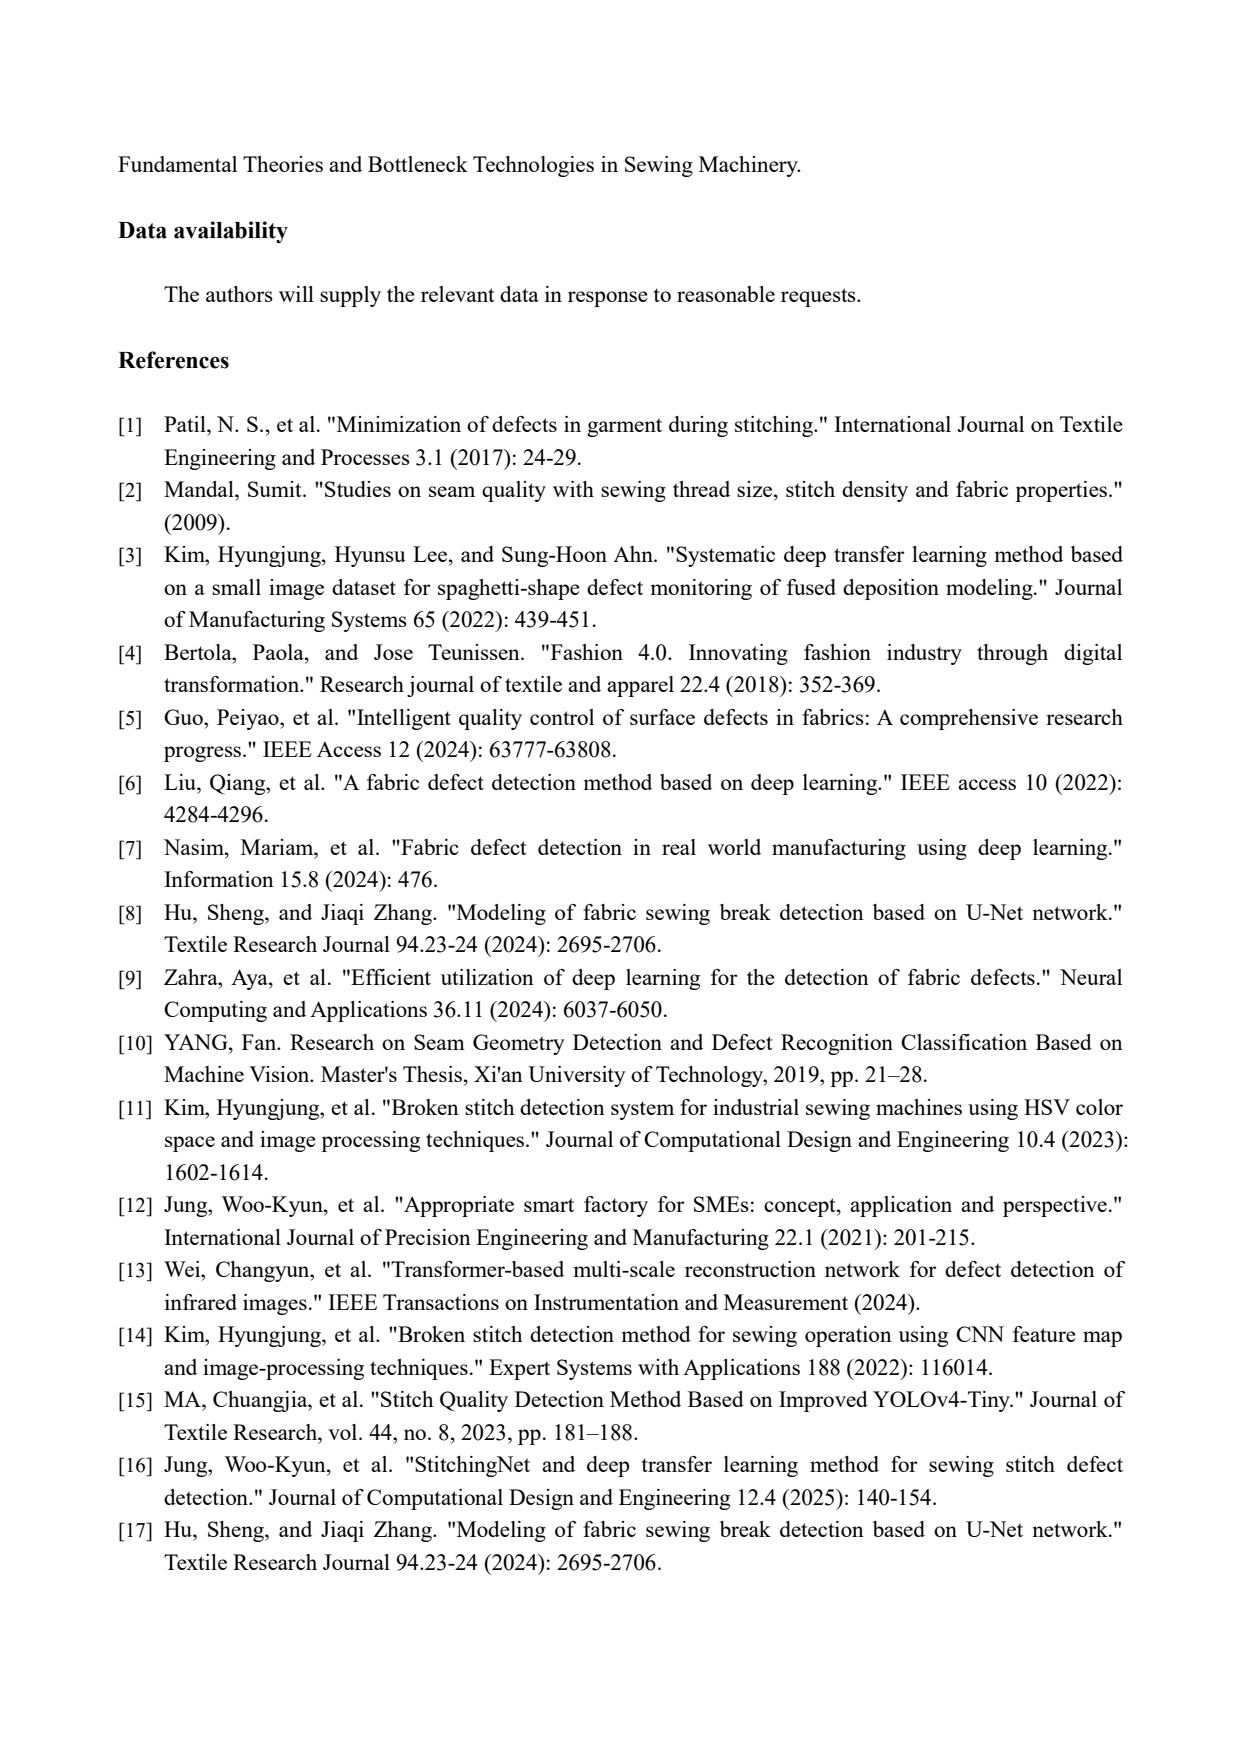 Fundamental Theories and Bottleneck Technologies in Sewing Machinery.
Data availability
The authors will supply the relevant data in response to reasonable requests.
References
[1] Patil, N. S., et al. "Minimization of defects in garment during stitching." International Journal on Textile
Engineering and Processes 3.1 (2017): 24-29.
[2] Mandal, Sumit. "Studies on seam quality with sewing thread size, stitch density and fabric properties."
(2009).
[3] Kim, Hyungjung, Hyunsu Lee, and Sung-Hoon Ahn. "Systematic deep transfer learning method based
on a small image dataset for spaghetti-shape defect monitoring of fused deposition modeling." Journal
of Manufacturing Systems 65 (2022): 439-451.
[4] Bertola, Paola, and Jose Teunissen. "Fashion 4.0. Innovating fashion industry through digital
transformation." Research journal of textile and apparel 22.4 (2018): 352-369.
[5] Guo, Peiyao, et al. "Intelligent quality control of surface defects in fabrics: A comprehensive research
progress." IEEE Access 12 (2024): 63777-63808.
[6] Liu, Qiang, et al. "A fabric defect detection method based on deep learning." IEEE access 10 (2022):
4284-4296.
[7] Nasim, Mariam, et al. "Fabric defect detection in real world manufacturing using deep learning."
Information 15.8 (2024): 476.
[8] Hu, Sheng, and Jiaqi Zhang. "Modeling of fabric sewing break detection based on U-Net network."
Textile Research Journal 94.23-24 (2024): 2695-2706.
[9] Zahra, Aya, et al. "Efficient utilization of deep learning for the detection of fabric defects." Neural
Computing and Applications 36.11 (2024): 6037-6050.
[10] YANG, Fan. Research on Seam Geometry Detection and Defect Recognition Classification Based on
Machine Vision. Master's Thesis, Xi'an University of Technology, 2019, pp. 21–28.
[11] Kim, Hyungjung, et al. "Broken stitch detection system for industrial sewing machines using HSV color
space and image processing techniques." Journal of Computational Design and Engineering 10.4 (2023):
1602-1614.
[12] Jung, Woo-Kyun, et al. "Appropriate smart factory for SMEs: concept, application and perspective."
International Journal of Precision Engineering and Manufacturing 22.1 (2021): 201-215.
[13] Wei, Changyun, et al. "Transformer-based multi-scale reconstruction network for defect detection of
infrared images." IEEE Transactions on Instrumentation and Measurement (2024).
[14] Kim, Hyungjung, et al. "Broken stitch detection method for sewing operation using CNN feature map
and image-processing techniques." Expert Systems with Applications 188 (2022): 116014.
[15] MA, Chuangjia, et al. "Stitch Quality Detection Method Based on Improved YOLOv4-Tiny." Journal of
Textile Research, vol. 44, no. 8, 2023, pp. 181–188.
[16] Jung, Woo-Kyun, et al. "StitchingNet and deep transfer learning method for sewing stitch defect
detection." Journal of Computational Design and Engineering 12.4 (2025): 140-154.
[17] Hu, Sheng, and Jiaqi Zhang. "Modeling of fabric sewing break detection based on U-Net network."
Textile Research Journal 94.23-24 (2024): 2695-2706.